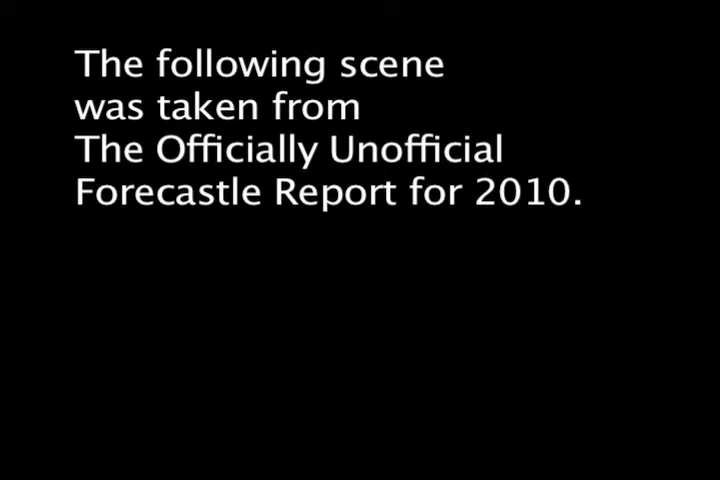 The following scene
was taken from
The Officially Unofficial
Forecastle Report for 2010.